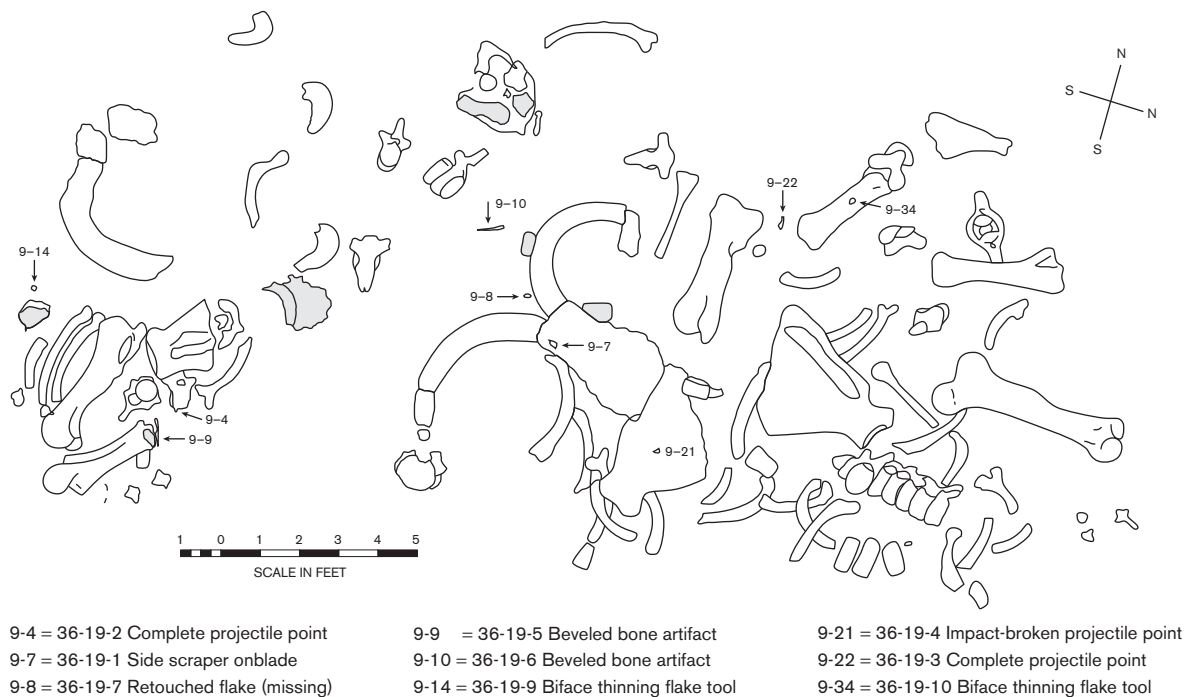 N
S
N
S
9–22
9–10
9–34
9–14
9–8
9–7
9–4
9–9
9–21
1 0 1 2 3 4 5
SCALE IN FEET
9-4 = 36-19-2 Complete projectile point
9-7 = 36-19-1 Side scraper onblade
9-8 = 36-19-7 Retouched flake (missing)
9-9 = 36-19-5 Beveled bone artifact
9-10 = 36-19-6 Beveled bone artifact
9-14 = 36-19-9 Biface thinning flake tool
9-21 = 36-19-4 Impact-broken projectile point
9-22 = 36-19-3 Complete projectile point
9-34 = 36-19-10 Biface thinning flake tool